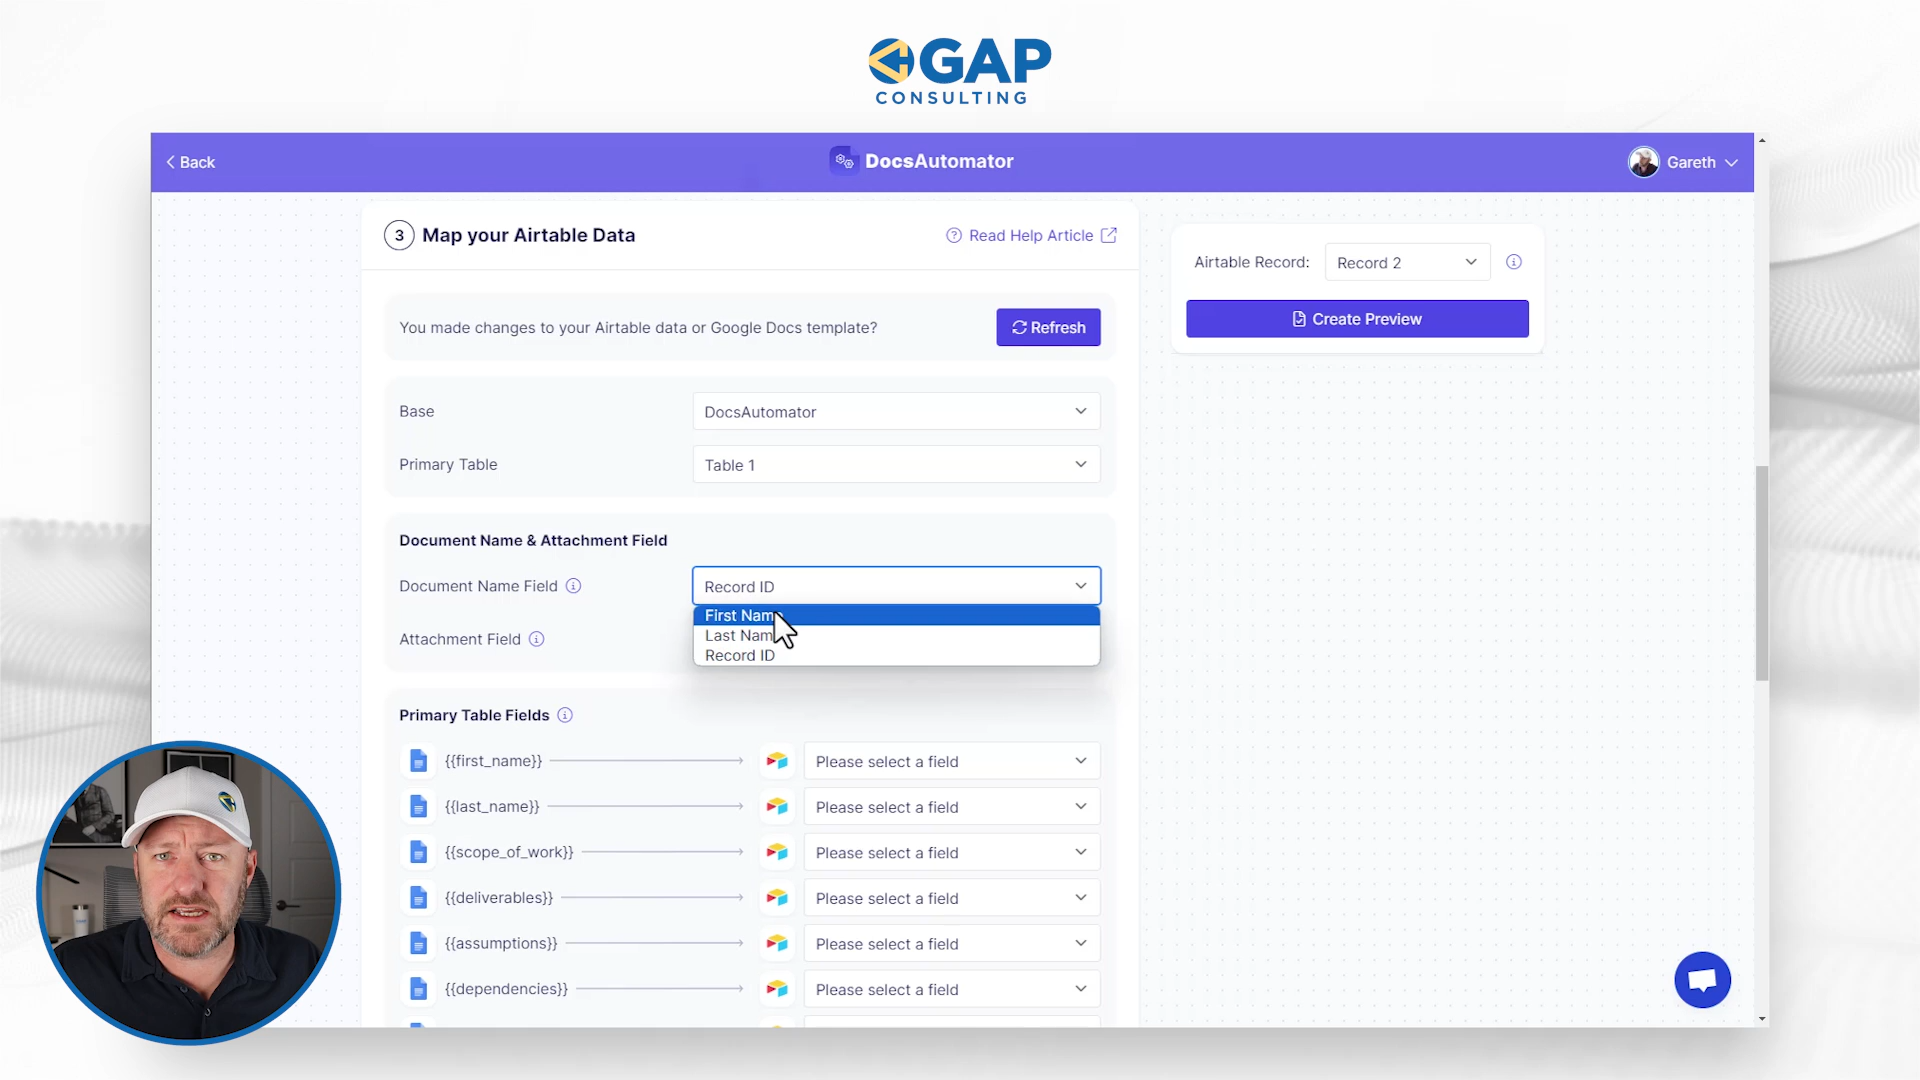 GAP
CONSULTING
Back
DocsAutomator
Gareth
3 Map your Airtable Data
Read Help Article
Airtable Record: Record 2
Create Preview
You made changes to your Airtable data or Google Docs template?
Refresh
Base DocsAutomator
Primary Table Table 1
Document Name & Attachment Field
Document Name Field Record ID
First Name
Last Nam
Attachment Field
Record ID
Primary Table Fields
{{first_name}} Please select a field
{{last_name}} Please select a field
{{scope_of_work}} Please select a field
{{deliverables}} Please select a field
{{assumptions}} Please select a field
{{dependencies}} Please select a field